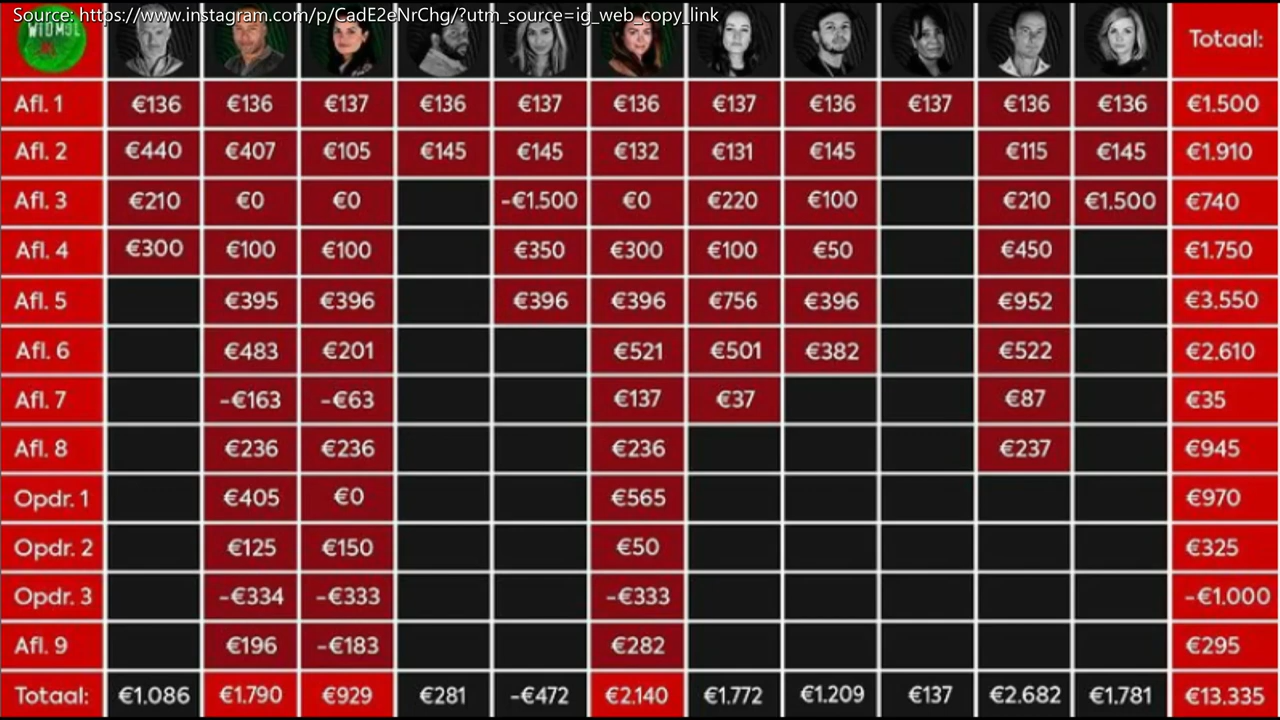 Source: https://www.instagram.com/p/CadE2eNrChg/?utm_source=ig_web_copy_link
Totaal:
Afl. 1 €136 €136 €137 €136 €137 €136 €137 €136 €137 €136 €136 €1.500
Afl. 2 €440 €407 €105 €145 €145 €132 €131 €145 €115 €145 €1.910
Afl. 3 €210 €0 €0 -€1.500 €0 €220 €100 €210 €1.500 €740
Afl. 4 €300 €100 €100 €350 €300 €100 €50 €450 €1.750
Afl. 5 €395 €396 €396 €396 €756 €396 €952 €3.550
Afl. 6 €483 €201 €521 €501 €382 €522 €2.610
Afl. 7 -€163 -€63 €137 €37 €87 €35
Afl. 8 €236 €236 €236 €237 €945
Opdr. 1 €405 €0 €565 €970
Opdr. 2 €125 €150 €50 €325
Opdr. 3 -€334 -€333 -€333 -€1.000
Afl. 9 €196 -€183 €282 €295
Totaal: €1.086 €1.790 €929 €281 -€472 €2.140 €1.772 €1.209 €137 €2.682 €1.781 €13.335